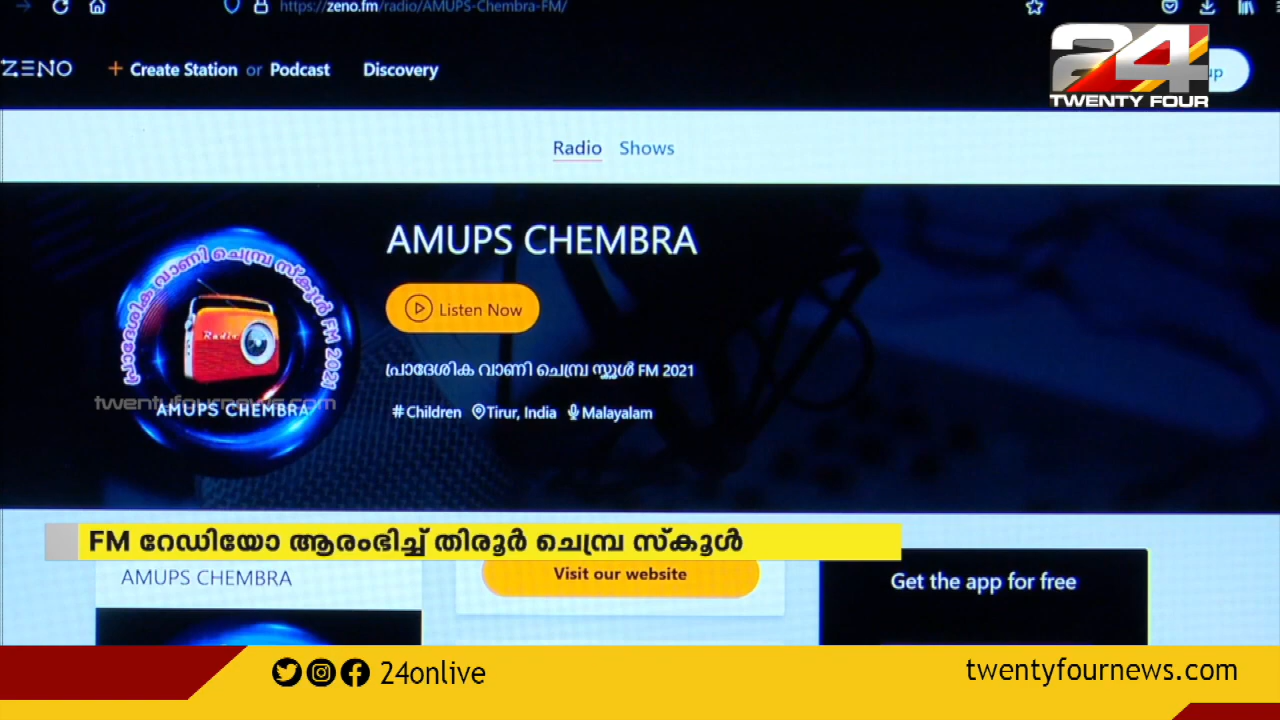 https://zeno.fm/radio/AMUPS-Chembra-FM/
ZENO
+ Create Station or Podcast
Discovery
up
24
TWENTY FOUR
Radio
Shows
AMUPS CHEMBRA
Listen Now
പ്രാദേശിക വാണി ചെമ്പ്ര സ്കൂൾ FM 2021
#Children
Tirur, India
Malayalam
പ്രാദേശിക വാണി ചെമ്പ്ര സ്കൂൾ FM 2021
Radio
twentyfournews.com
AMUPS CHEMBRA
FM റേഡിയോ ആരംഭിച്ച് തിരൂർ ചെമ്പ്ര സ്കൂൾ
AMUPS CHEMBRA
Visit our website
Get the app for free
24onlive
twentyfournews.com